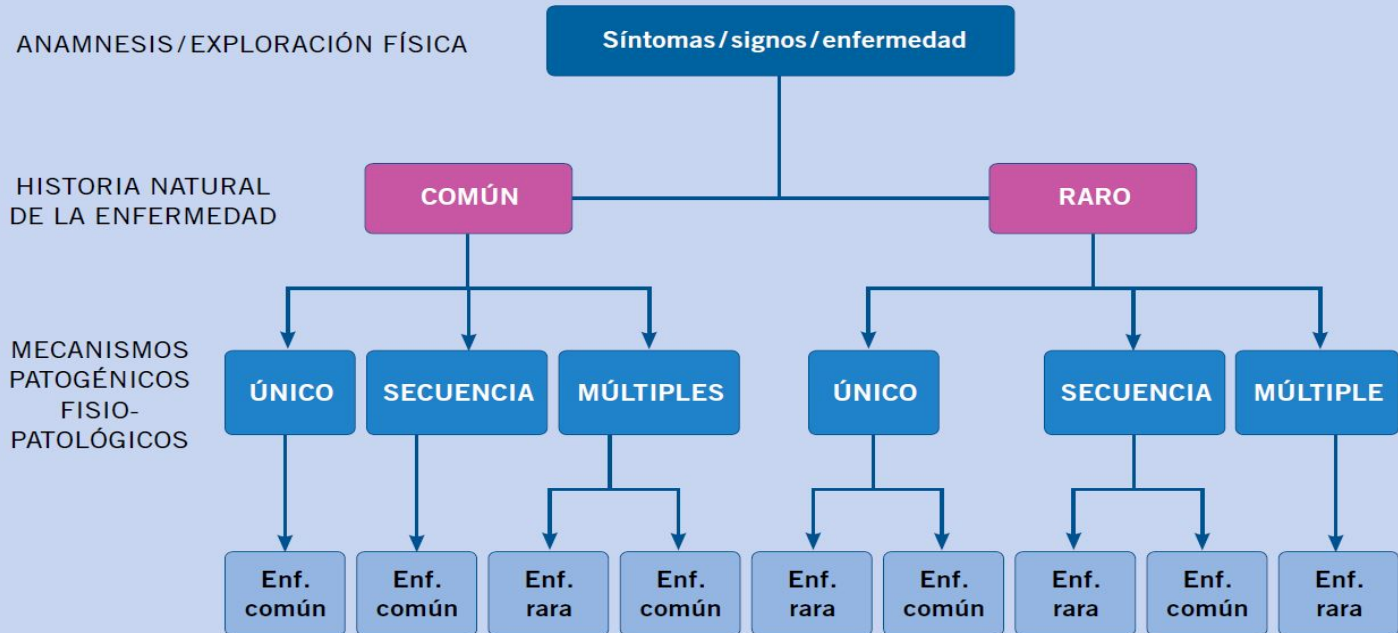 ANAMNESIS/EXPLORACIÓN FÍSICA
Síntomas/signos/enfermedad
HISTORIA NATURAL
DE LA ENFERMEDAD
COMÚN
RARO
MECANISMOS
PATOGÉNICOS
FISIO-
PATOLÓGICOS
ÚNICO
SECUENCIA
MÚLTIPLES
ÚNICO
SECUENCIA
MÚLTIPLE
Enf.
común
Enf.
común
Enf.
rara
Enf.
común
Enf.
rara
Enf.
común
Enf.
rara
Enf.
común
Enf.
rara